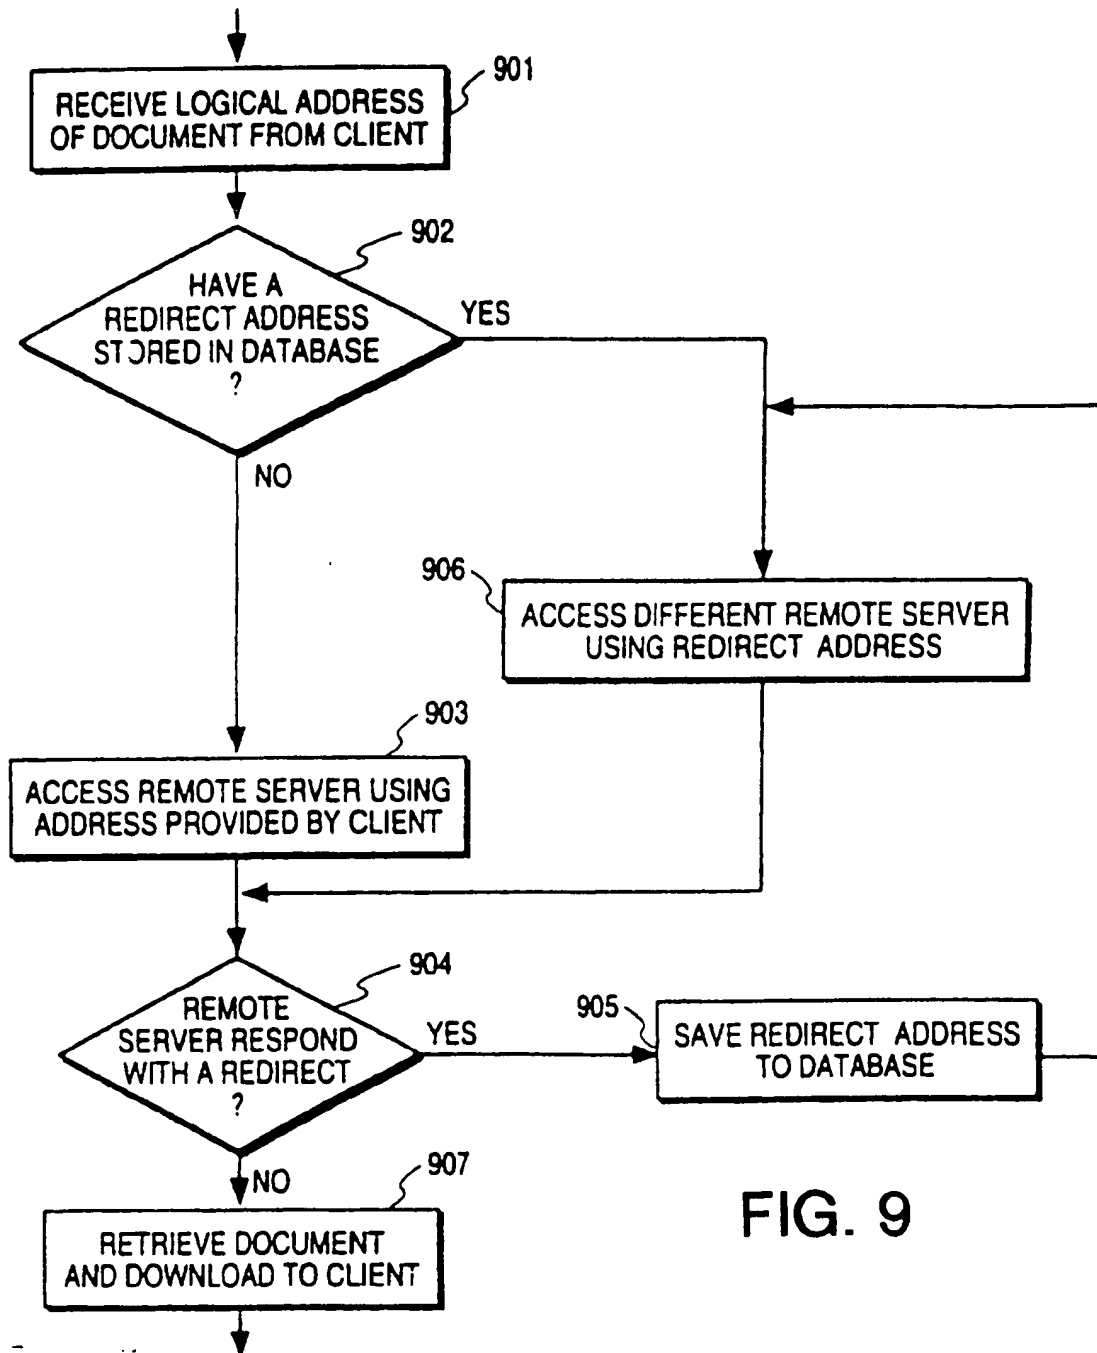 901
RECEIVE LOGICAL ADDRESS
OF DOCUMENT FROM CLIENT
902
HAVE A
REDIRECT ADDRESS
STORED IN DATABASE
?
YES
NO
906
ACCESS DIFFERENT REMOTE SERVER
USING REDIRECT ADDRESS
903
ACCESS REMOTE SERVER USING
ADDRESS PROVIDED BY CLIENT
904
REMOTE
SERVER RESPOND
WITH A REDIRECT
?
YES
905
SAVE REDIRECT ADDRESS
TO DATABASE
NO
907
RETRIEVE DOCUMENT
AND DOWNLOAD TO CLIENT
FIG. 9